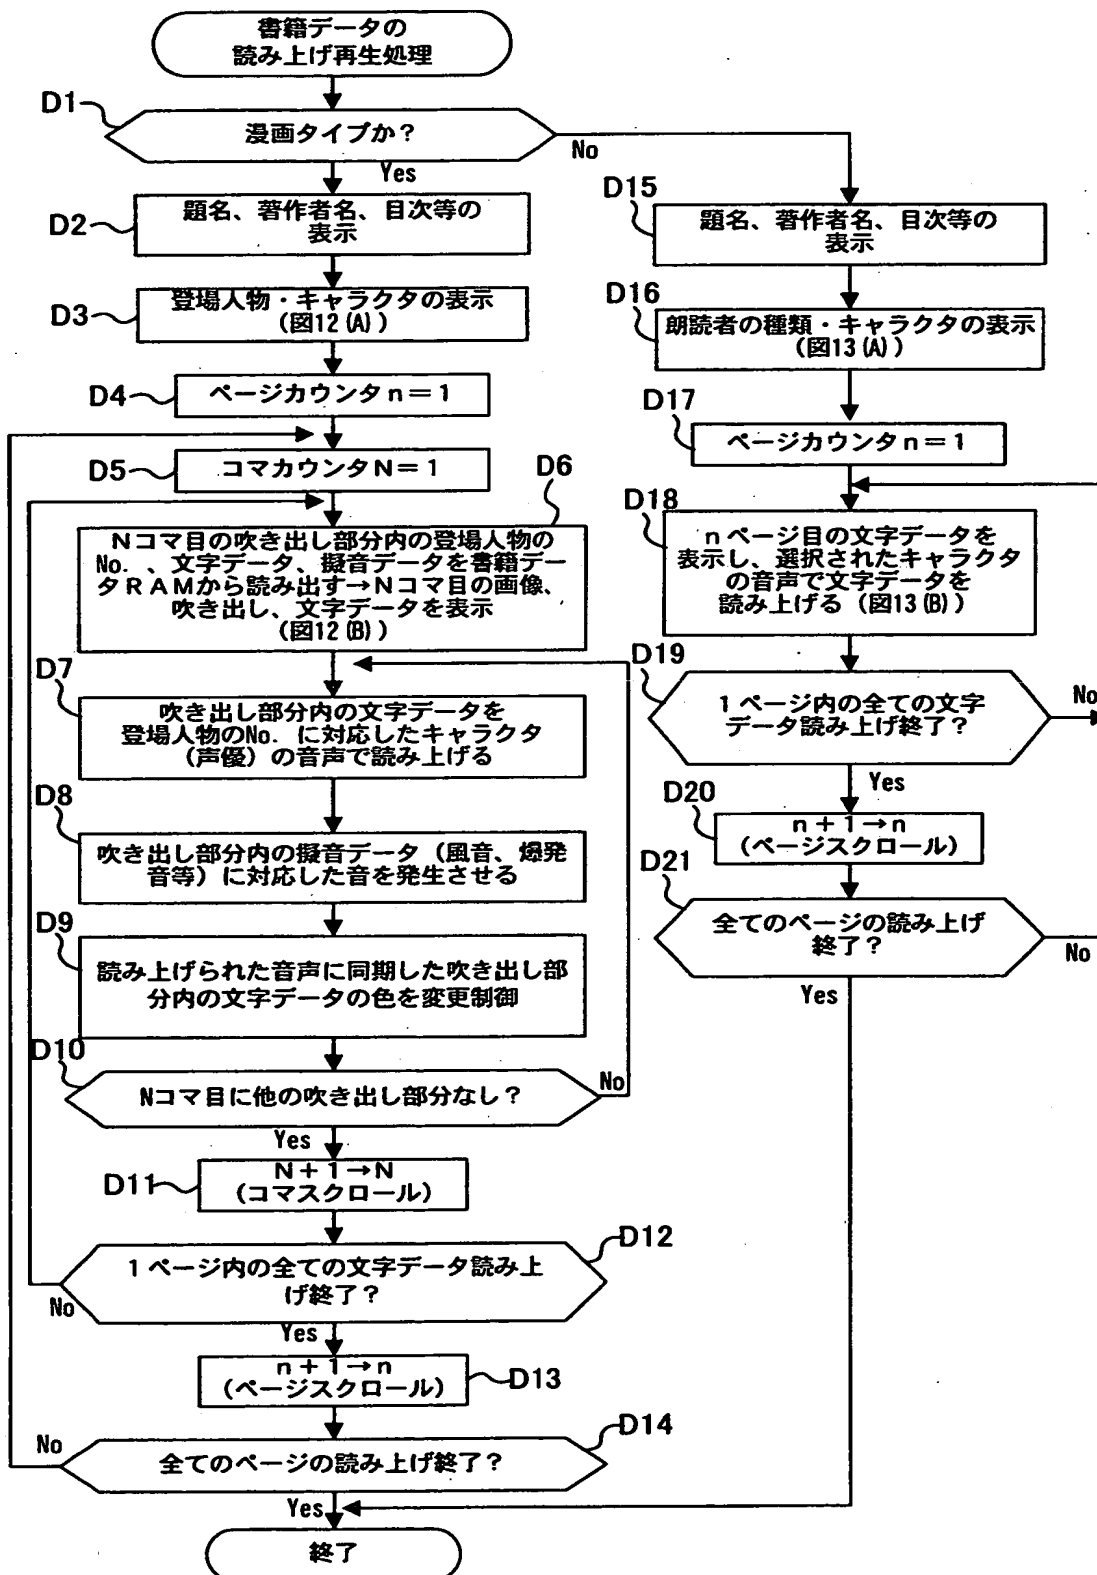 書籍データの
読み上げ再生処理
D1
漫画タイプか？
No
Yes
D2
題名、著作者名、目次等の
表示
D3
登場人物・キャラクタの表示
（図12(A)）
D4
ページカウンタｎ＝１
D5
コマカウンタＮ＝１
D6
Ｎコマ目の吹き出し部分内の登場人物の
No.、文字データ、擬音データを書籍デー
タＲＡＭから読み出す→Ｎコマ目の画像、
吹き出し、文字データを表示
（図12(B)）
D7
吹き出し部分内の文字データを
登場人物のNo.に対応したキャラクタ
（声優）の音声で読み上げる
D8
吹き出し部分内の擬音データ（風音、爆発
音等）に対応した音を発生させる
D9
読み上げられた音声に同期した吹き出し部
分内の文字データの色を変更制御
D10
Nコマ目に他の吹き出し部分なし？
No
Yes
D11
Ｎ＋１→Ｎ
（コマスクロール）
D12
１ページ内の全ての文字データ読み上
げ終了？
No
Yes
D13
ｎ＋１→ｎ
（ページスクロール）
D14
全てのページの読み上げ終了？
No
Yes
終了
D15
題名、著作者名、目次等の
表示
D16
朗読者の種類・キャラクタの表示
（図13(A)）
D17
ページカウンタｎ＝１
D18
ｎページ目の文字データを
表示し、選択されたキャラクタ
の音声で文字データを
読み上げる（図13(B)）
D19
１ページ内の全ての文字
データ読み上げ終了？
No
Yes
D20
ｎ＋１→ｎ
（ページスクロール）
D21
全てのページの読み上げ
終了？
No
Yes